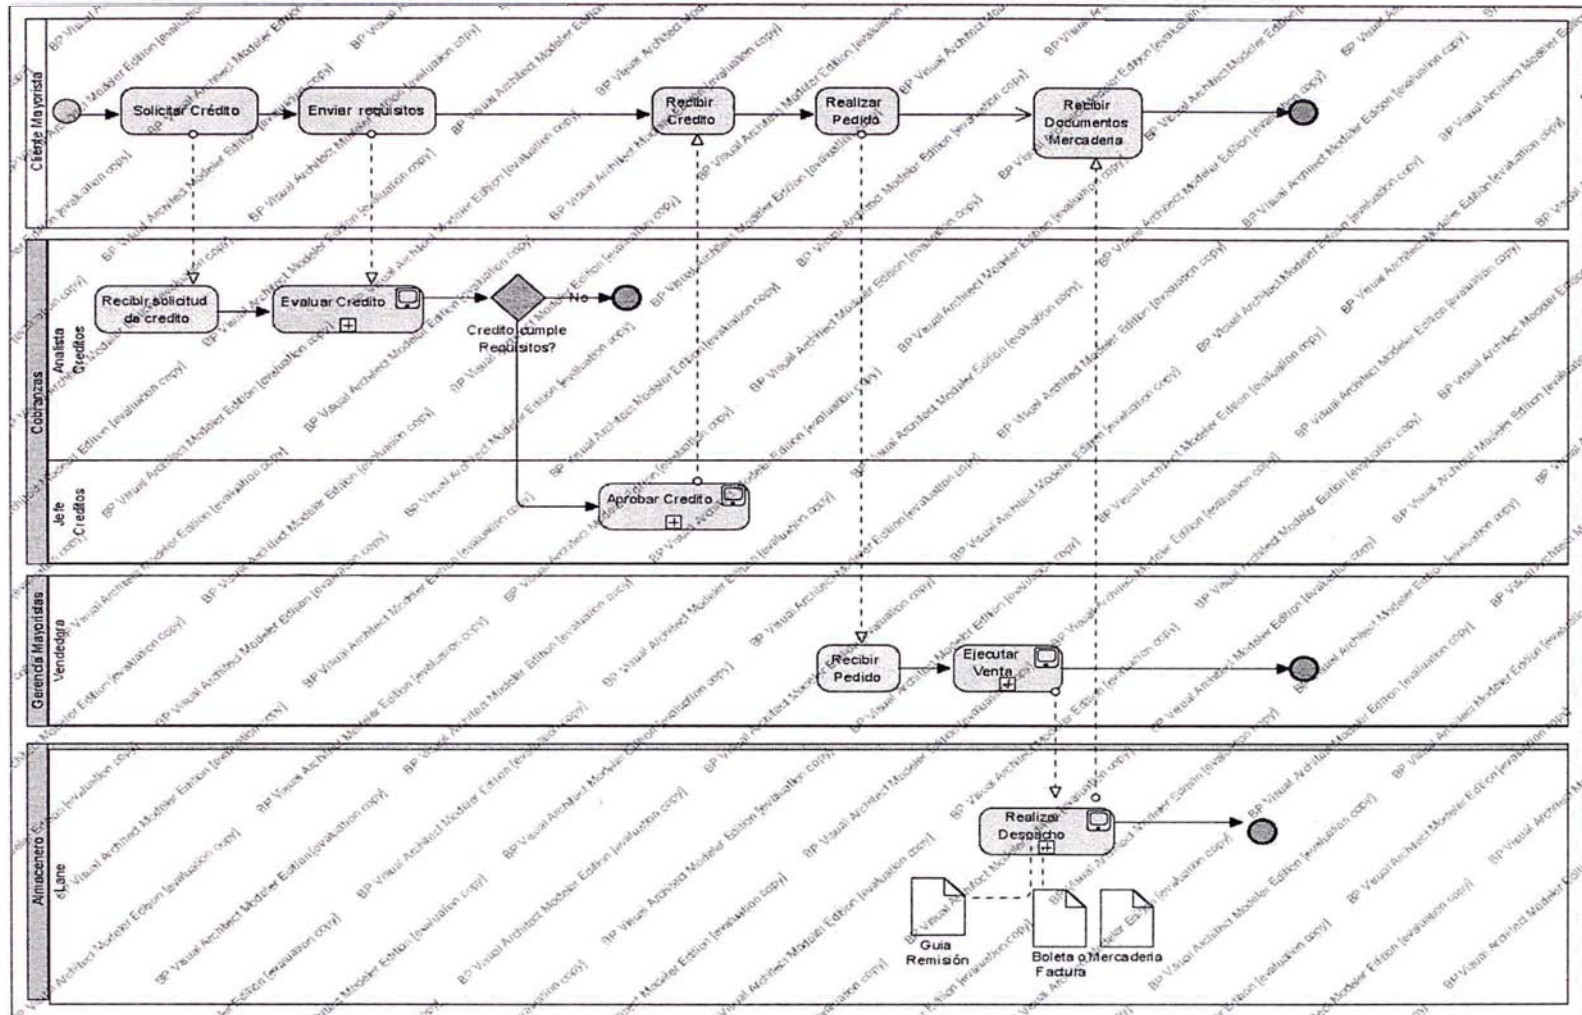 Cliente Mayorista
Solicitar Crédito
Enviar requisitos
Recibir
Credito
Realizar
Pedido
Recibir
Documentos
Mercaderia
Cobranzas
Analista
Creditos
Recibir solicitud
de credito
Evaluar Credito
No
Credito cumple
Requisitos?
Jefe
Creditos
Aprobar Credito
Gerencia Mayoristas
Vendedora
Recibir
Pedido
Ejecutar
Venta
Almacenero
Lane
Realizar
Despacho
Guia
Remisión
Boleta o
Factura
Mercaderia
BP Visual Architect Modeler Edition [evaluation copy]